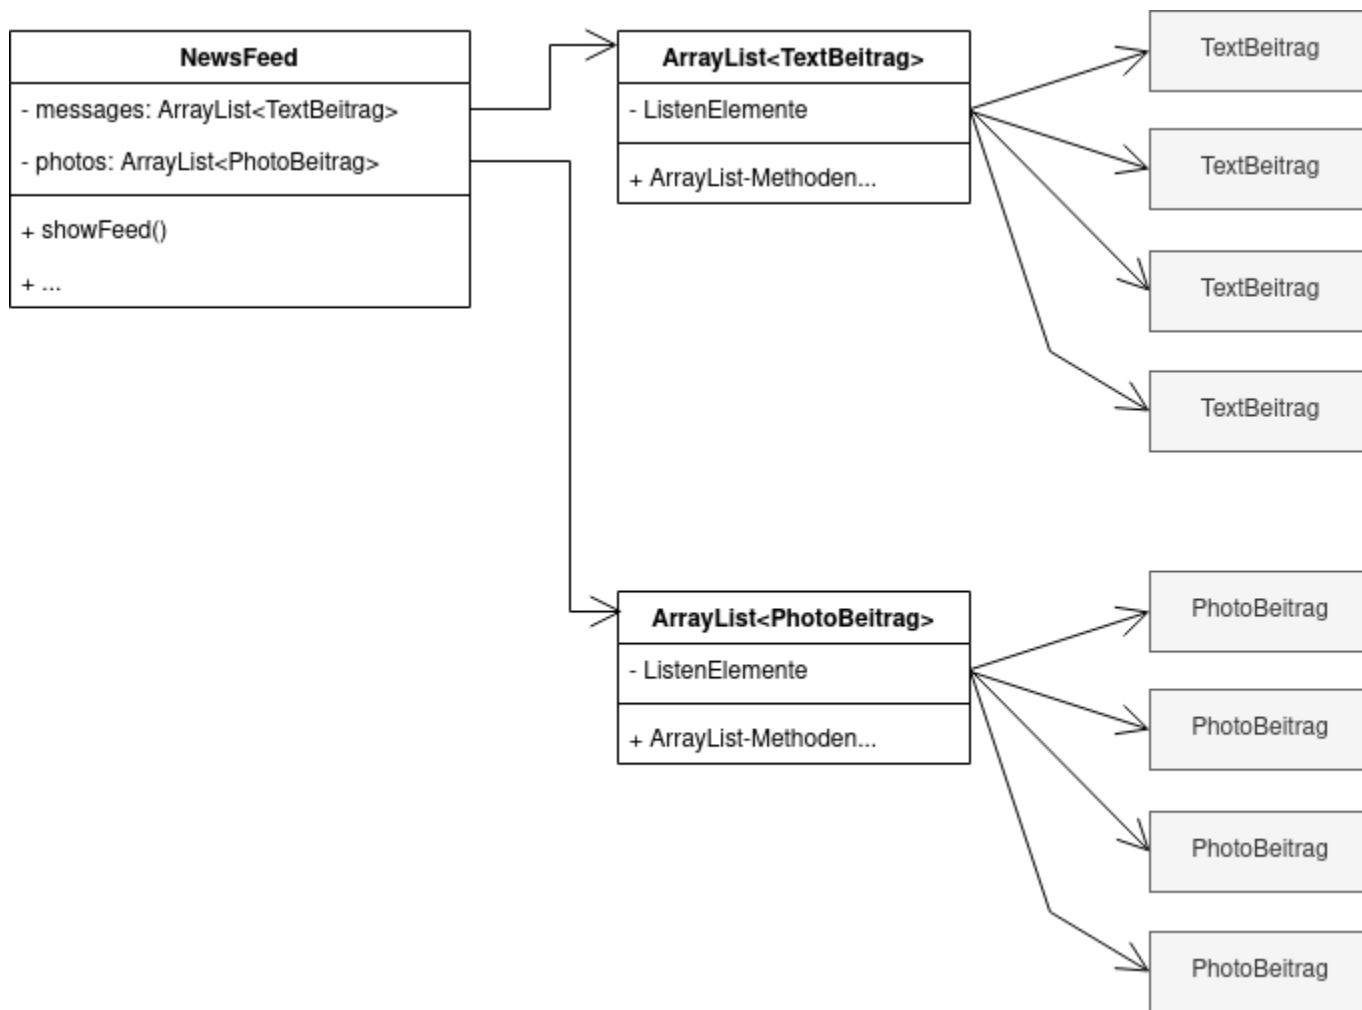 NewsFeed
- messages: ArrayList<TextBeitrag>
- photos: ArrayList<PhotoBeitrag>
+ showFeed()
+ ...
ArrayList<TextBeitrag>
- ListenElemente
+ ArrayList-Methoden...
TextBeitrag
TextBeitrag
TextBeitrag
TextBeitrag
ArrayList<PhotoBeitrag>
- ListenElemente
+ ArrayList-Methoden...
PhotoBeitrag
PhotoBeitrag
PhotoBeitrag
PhotoBeitrag